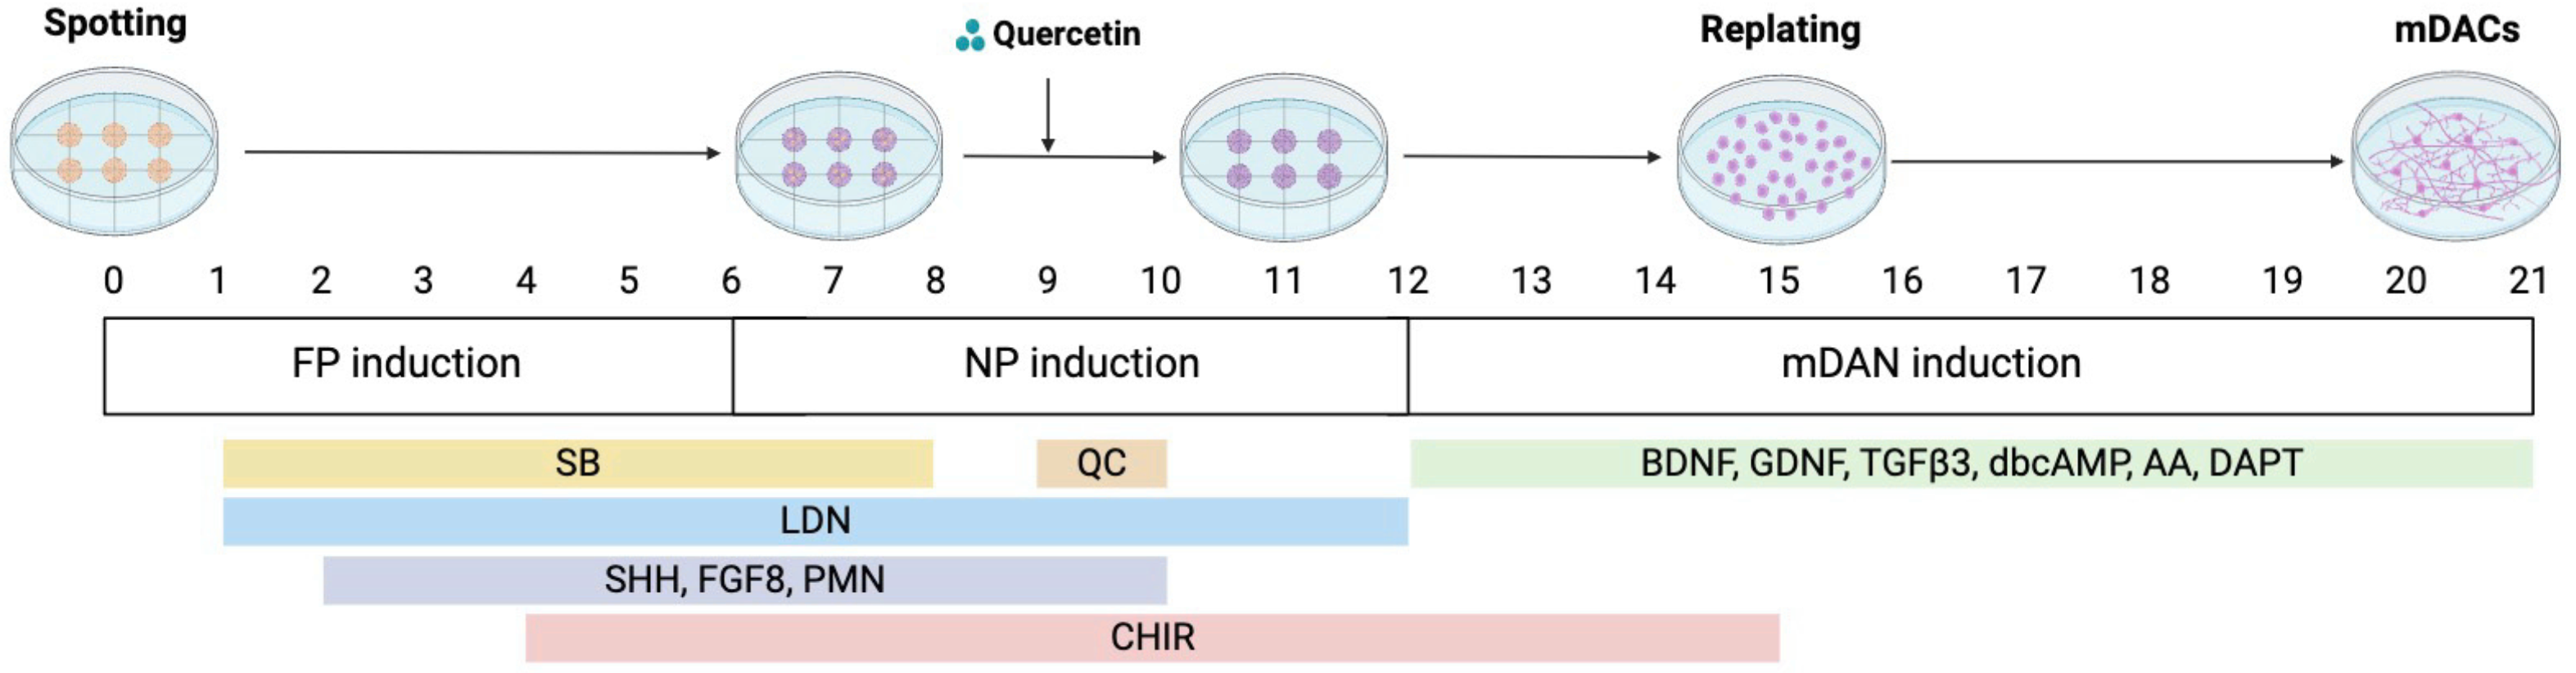 Spotting
Quercetin
Replating
mDACs
0 1 2 3 4 5 6 7 8 9 10 11 12 13 14 15 16 17 18 19 20 21
FP induction
NP induction
mDAN induction
SB
QC
BDNF, GDNF, TGFβ3, dbcAMP, AA, DAPT
LDN
SHH, FGF8, PMN
CHIR